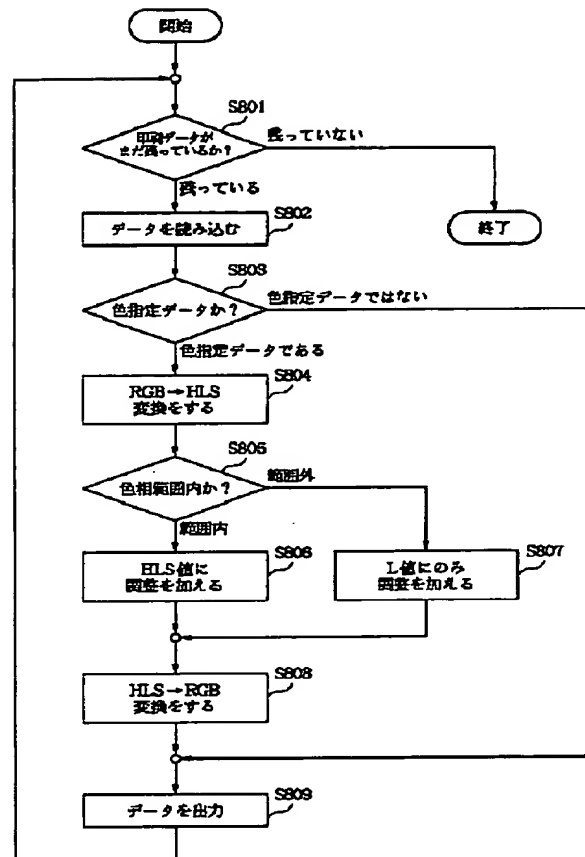 開始
S801
印刷データが
まだ残っているか？
残っていない
残っている
終了
S802
データを読み込む
S803
色指定データか？
色指定データではない
色指定データである
S804
RGB→HLS
変換をする
S805
色相範囲内か？
範囲外
範囲内
S806
HLS値に
調整を加える
S807
L値にのみ
調整を加える
S808
HLS→RGB
変換をする
S809
データを出力